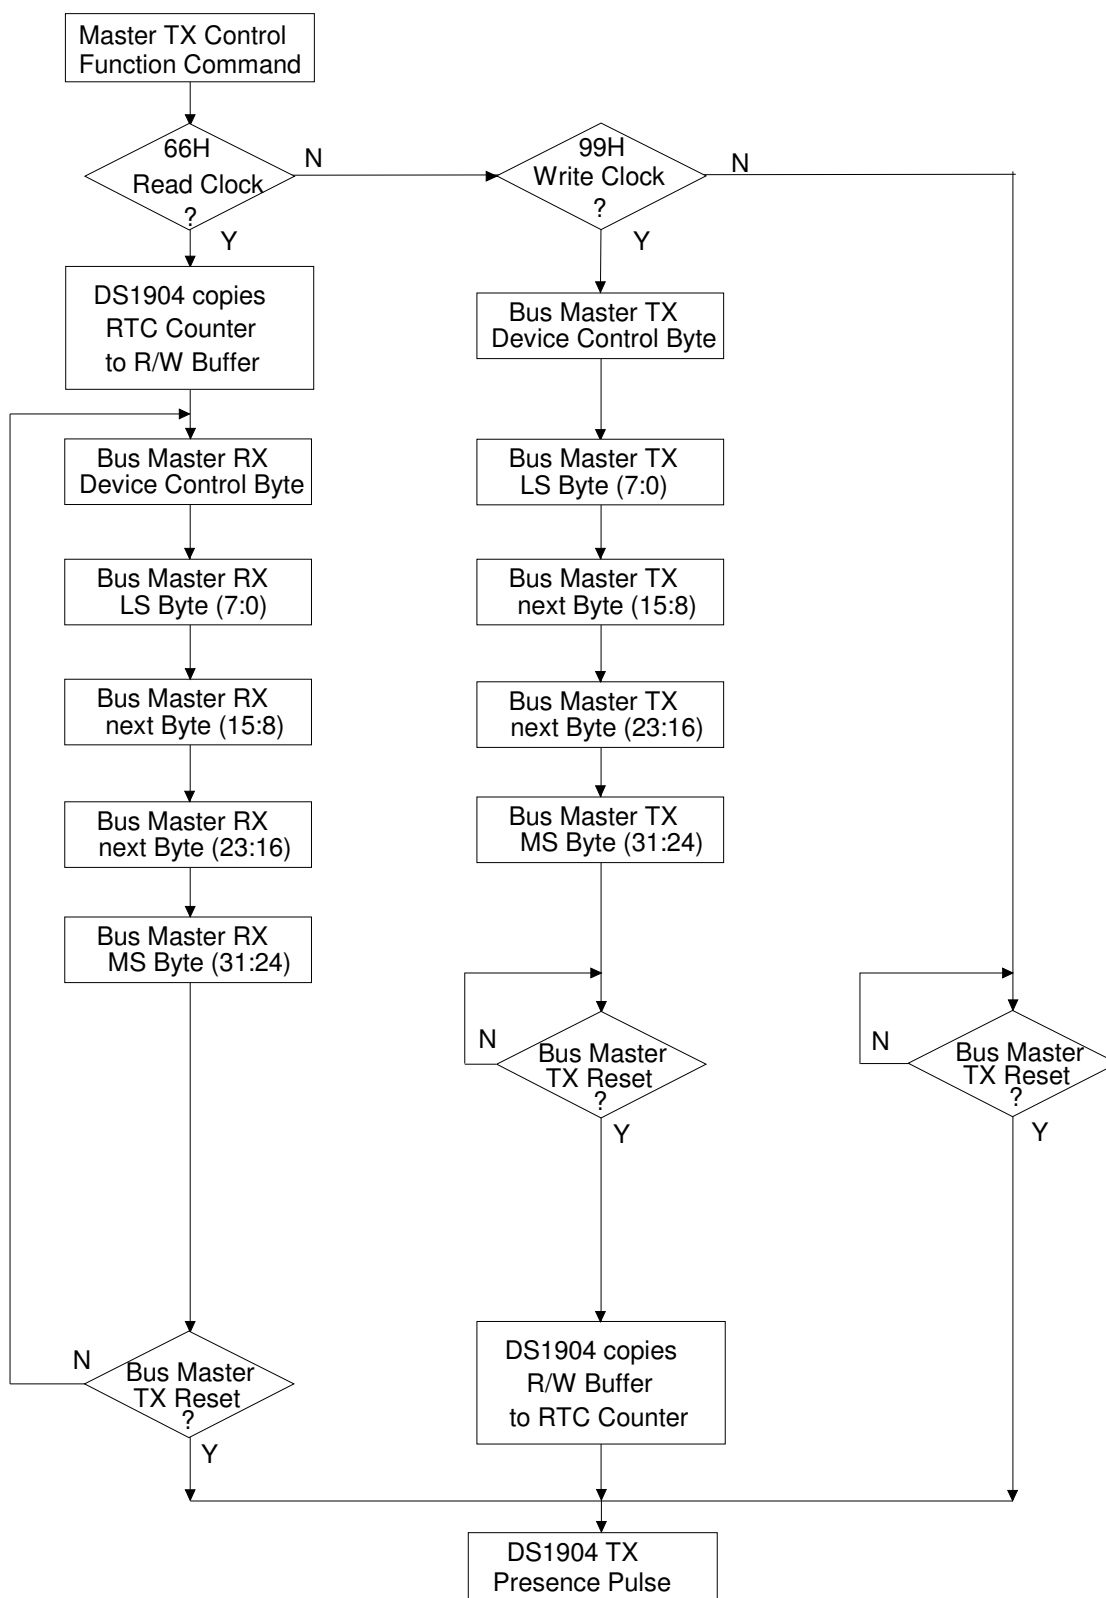 Master TX Control
Function Command
66H
Read Clock
?
N
Y
99H
Write Clock
?
N
Y
DS1904 copies
RTC Counter
to R/W Buffer
Bus Master RX
Device Control Byte
Bus Master RX
LS Byte (7:0)
Bus Master RX
next Byte (15:8)
Bus Master RX
next Byte (23:16)
Bus Master RX
MS Byte (31:24)
N
Bus Master
TX Reset
?
Y
Bus Master TX
Device Control Byte
Bus Master TX
LS Byte (7:0)
Bus Master TX
next Byte (15:8)
Bus Master TX
next Byte (23:16)
Bus Master TX
MS Byte (31:24)
N
Bus Master
TX Reset
?
Y
DS1904 copies
R/W Buffer
to RTC Counter
N
Bus Master
TX Reset
?
Y
DS1904 TX
Presence Pulse